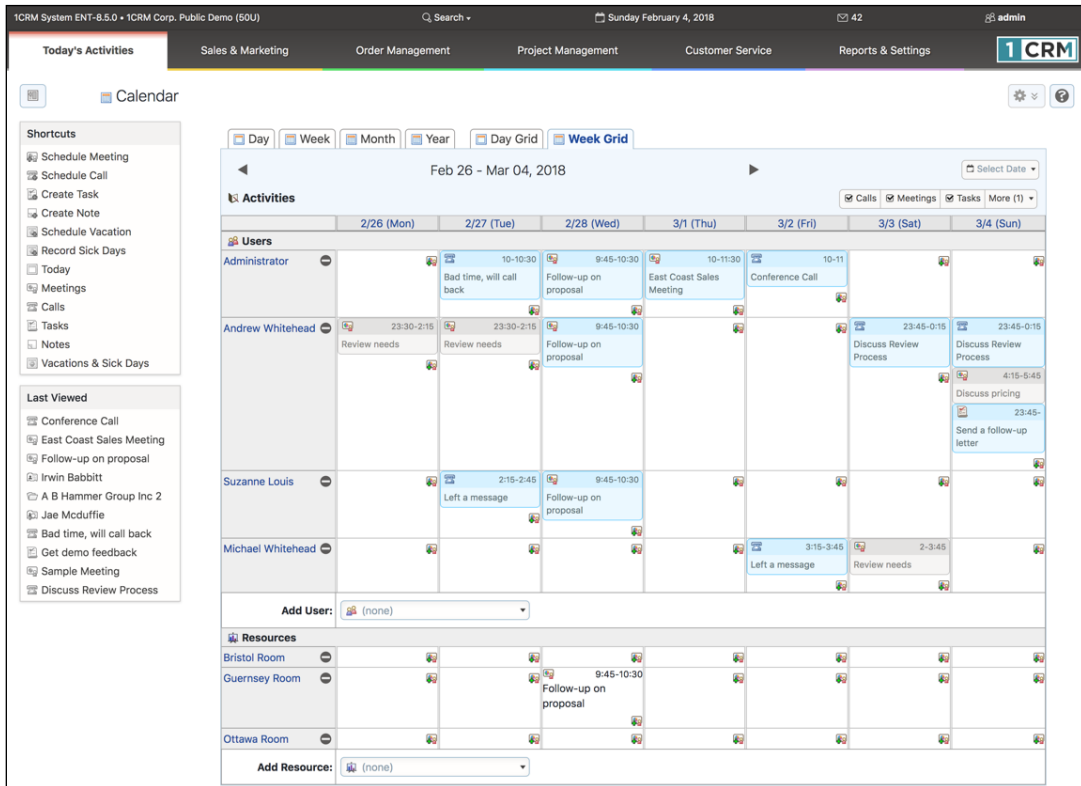 1CRM System ENT-8.5.0 • 1CRM Corp. Public Demo (50U) Search Sunday February 4, 2018 42 admin
Today's Activities Sales & Marketing Order Management Project Management Customer Service Reports & Settings 1 CRM
Calendar
Shortcuts
Schedule Meeting
Schedule Call
Create Task
Create Note
Schedule Vacation
Record Sick Days
Today
Meetings
Calls
Tasks
Notes
Vacations & Sick Days
Last Viewed
Conference Call
East Coast Sales Meeting
Follow-up on proposal
Irwin Babbitt
A B Hammer Group Inc 2
Jae Mcduffie
Bad time, will call back
Get demo feedback
Sample Meeting
Discuss Review Process
Day Week Month Year Day Grid Week Grid
Feb 26 - Mar 04, 2018 Select Date
Activities Calls Meetings Tasks More (1)
2/26 (Mon) 2/27 (Tue) 2/28 (Wed) 3/1 (Thu) 3/2 (Fri) 3/3 (Sat) 3/4 (Sun)
Users
Administrator 10-10:30 9:45-10:30 10-11:30 10-11
Bad time, will call Follow-up on East Coast Sales Conference Call
back proposal Meeting
Andrew Whitehead 23:30-2:15 23:30-2:15 9:45-10:30 23:45-0:15 23:45-0:15
Review needs Review needs Follow-up on Discuss Review Discuss Review
proposal Process Process
4:15-5:45
Discuss pricing
23:45-
Send a follow-up
letter
Suzanne Louis 2:15-2:45 9:45-10:30
Left a message Follow-up on
proposal
Michael Whitehead 3:15-3:45 2-3:45
Left a message Review needs
Add User: (none)
Resources
Bristol Room
Guernsey Room 9:45-10:30
Follow-up on
proposal
Ottawa Room
Add Resource: (none)